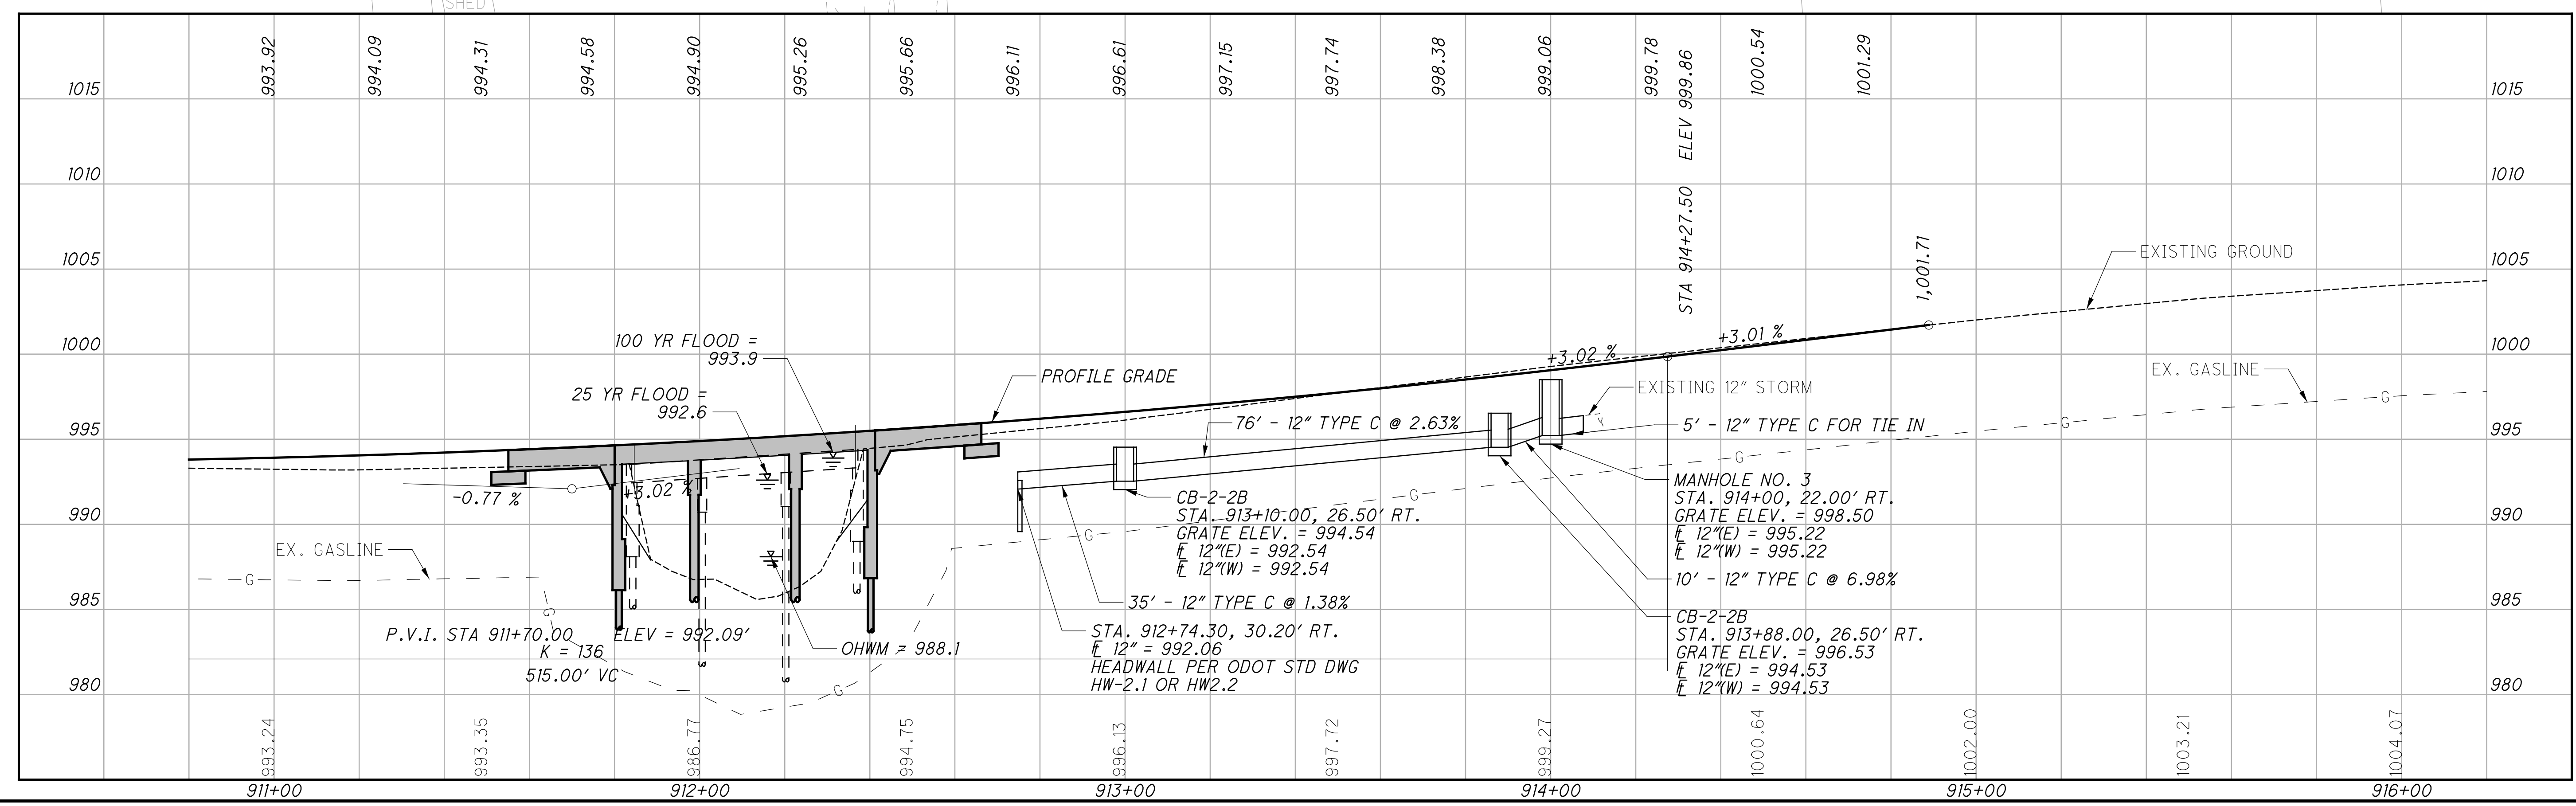 SHED
993.92
994.09
994.31
994.58
994.90
995.26
995.66
996.11
996.61
997.15
997.74
998.38
999.06
999.78
STA 914+27.50 ELEV 999.86
1000.54
1001.29
1015
1015
1010
1010
1005
1005
1000
1000
995
995
990
990
985
985
980
980
1,001.71
EXISTING GROUND
+3.01 %
+3.02 %
100 YR FLOOD =
993.9
PROFILE GRADE
25 YR FLOOD =
992.6
EX. GASLINE
G
EXISTING 12" STORM
76' - 12" TYPE C @ 2.63%
5' - 12" TYPE C FOR TIE IN
G
G
-0.77 %
+3.02 %
MANHOLE NO. 3
STA. 914+00, 22.00' RT.
GRATE ELEV. = 998.50
12"(E) = 995.22
12"(W) = 995.22
CB-2-2B
STA. 913+10.00, 26.50' RT.
GRATE ELEV. = 994.54
12"(E) = 992.54
12"(W) = 992.54
G
G
EX. GASLINE
G
G
10' - 12" TYPE C @ 6.98%
35' - 12" TYPE C @ 1.38%
P.V.I. STA 911+70.00 ELEV = 992.09'
K = 136
515.00' VC
OHWM = 988.1
G
STA. 912+74.30, 30.20' RT.
12" = 992.06
HEADWALL PER ODOT STD DWG
HW-2.1 OR HW2.2
CB-2-2B
STA. 913+88.00, 26.50' RT.
GRATE ELEV. = 996.53
12"(E) = 994.53
12"(W) = 994.53
993.24
993.35
986.77
994.75
996.13
997.72
999.27
1000.64
1002.00
1003.21
1004.07
911+00
912+00
913+00
914+00
915+00
916+00